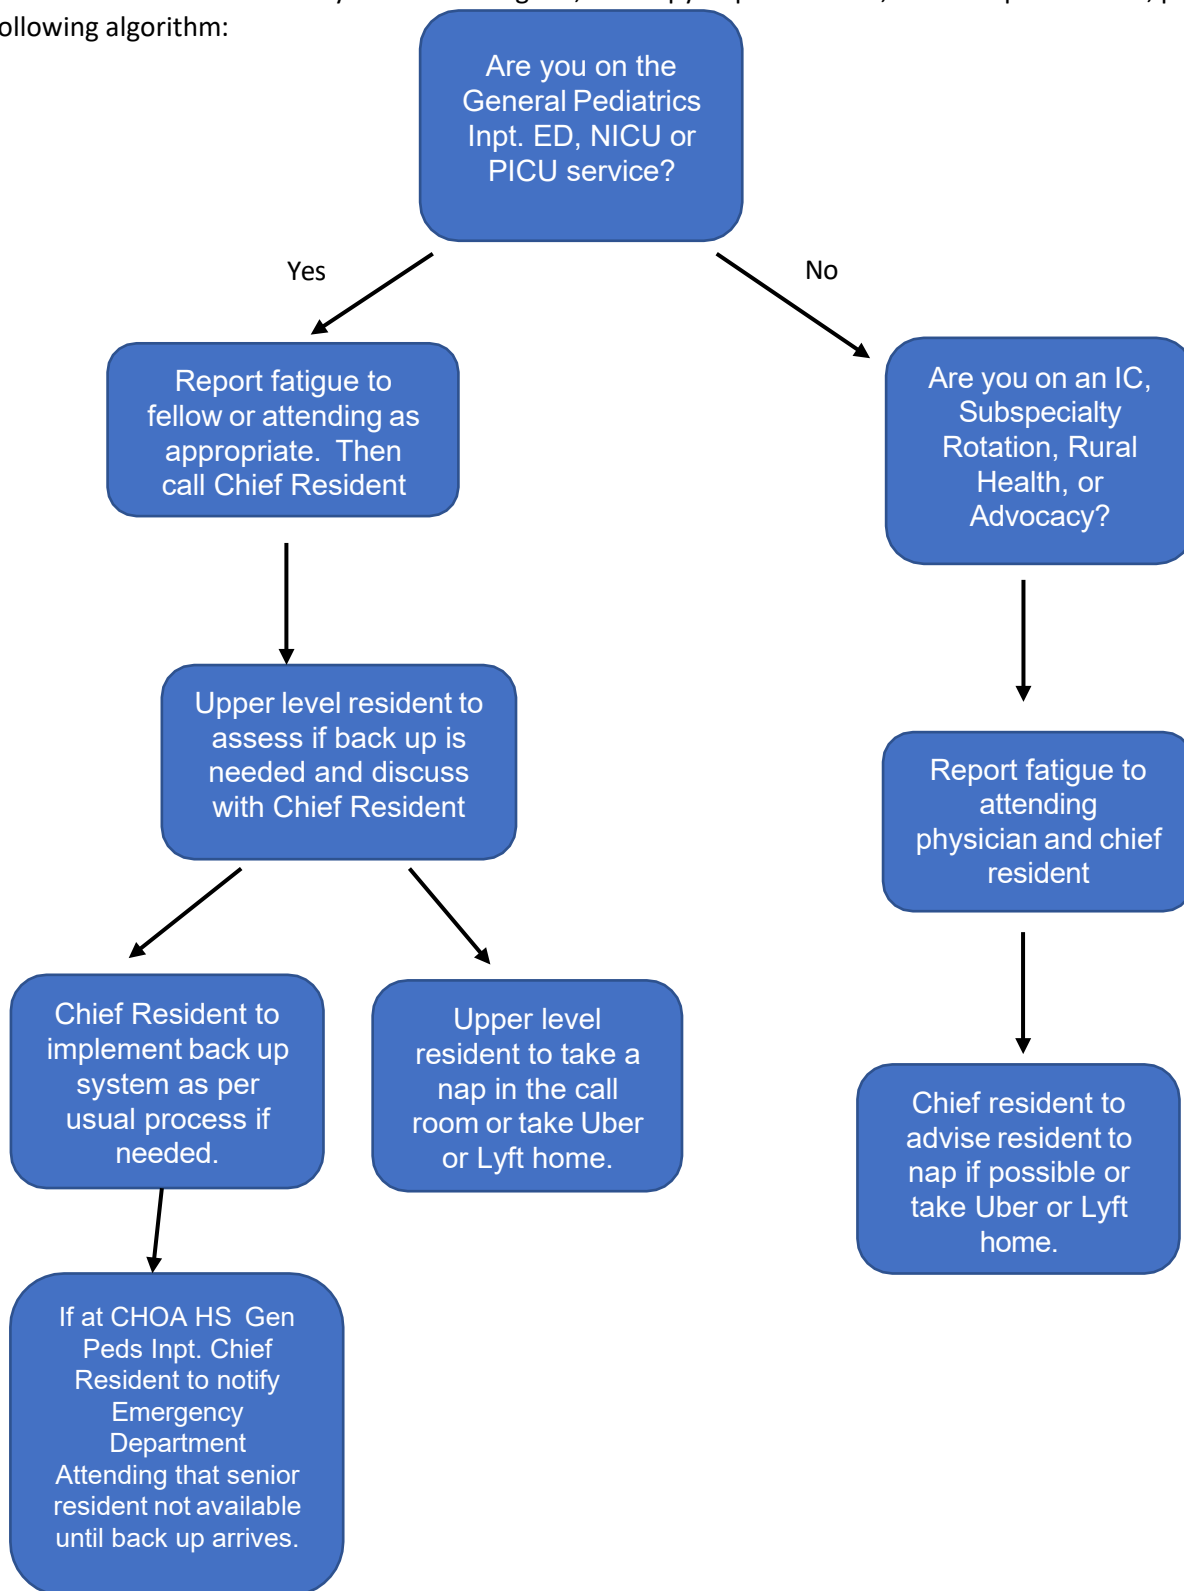 following algorithm:
Are you on the
General Pediatrics
Inpt. ED, NICU or
PICU service?
Yes
No
Report fatigue to
fellow or attending as
appropriate. Then
call Chief Resident
Are you on an IC,
Subspecialty
Rotation, Rural
Health, or
Advocacy?
Upper level resident to
assess if back up is
needed and discuss
with Chief Resident
Report fatigue to
attending
physician and chief
resident
Chief Resident to
implement back up
system as per
usual process if
needed.
Upper level
resident to take a
nap in the call
room or take Uber
or Lyft home.
Chief resident to
advise resident to
nap if possible or
take Uber or Lyft
home.
If at CHOA HS Gen
Peds Inpt. Chief
Resident to notify
Emergency
Department
Attending that senior
resident not available
until back up arrives.